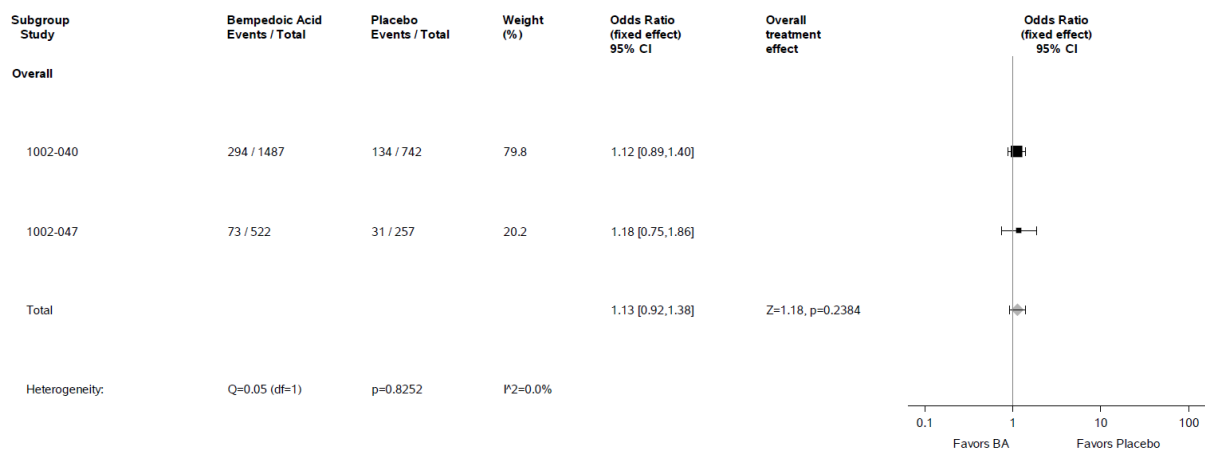 Subgroup Study Bempedoic Acid Events / Total Placebo Events / Total Weight (%) Odds Ratio (fixed effect) 95% CI Overall treatment effect Odds Ratio (fixed effect) 95% CI
Overall
1002-040 294 / 1487 134 / 742 79.8 1.12 [0.89,1.40]
1002-047 73 / 522 31 / 257 20.2 1.18 [0.75,1.86]
Total 1.13 [0.92,1.38] Z=1.18, p=0.2384
Heterogeneity: Q=0.05 (df=1) p=0.8252 I^2=0.0%
0.1 1 10 100
Favors BA Favors Placebo